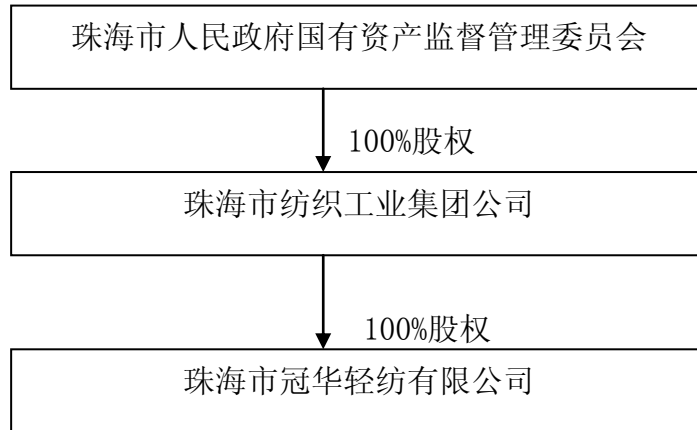 珠海市人民政府国有资产监督管理委员会
100%股权
珠海市纺织工业集团公司
100%股权
珠海市冠华轻纺有限公司